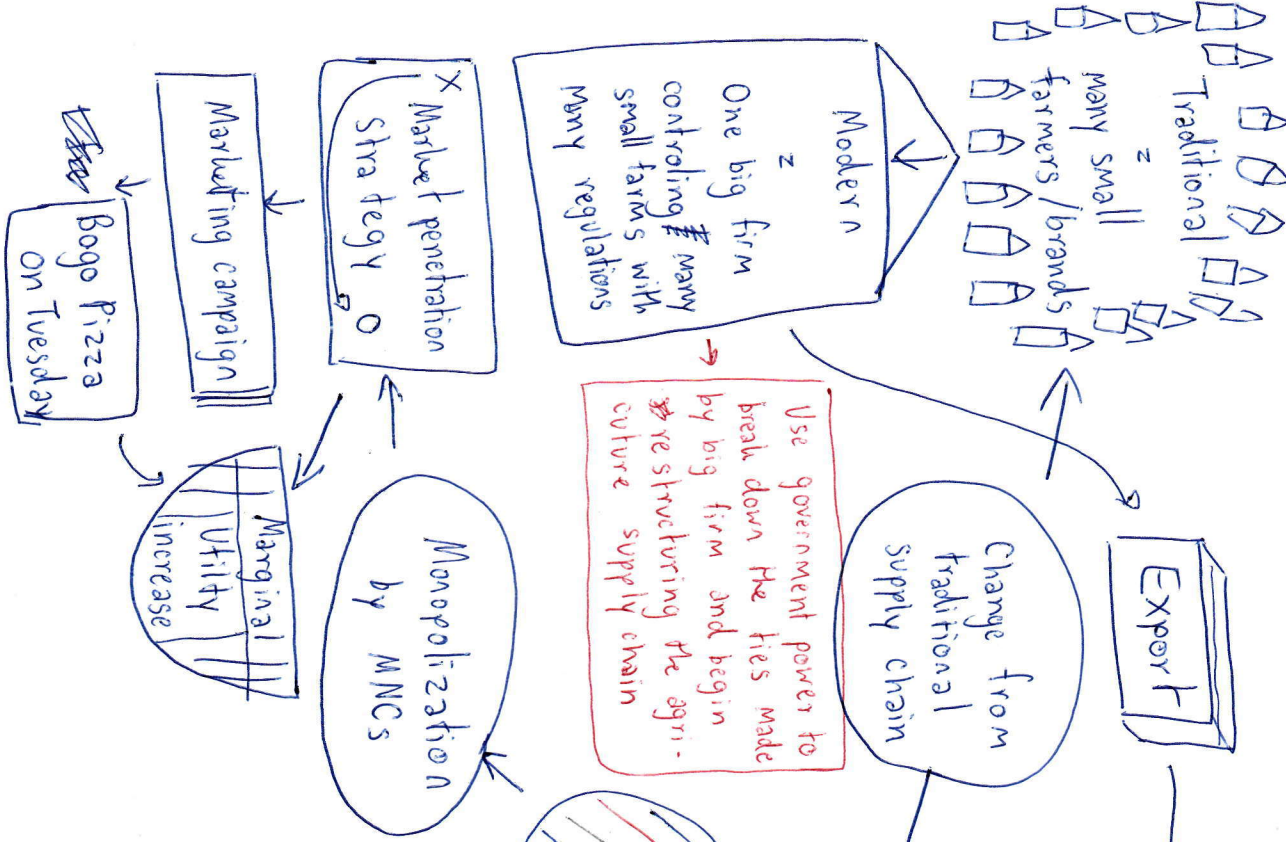 Traditional
=
many small
farmers/brands
Export
Change from
traditional
supply chain
Modern
=
One big firm
controling many
small farms with
many regulations
Use government power to
break down the ties made
by big firm and begin
restructuring the agri-
cuture supply chain
X Market penetration
Strategy O
Monopolization
by MNCs
Marketing campaign
Marginal
Utility
increase
Bogo Pizza
on Tuesday